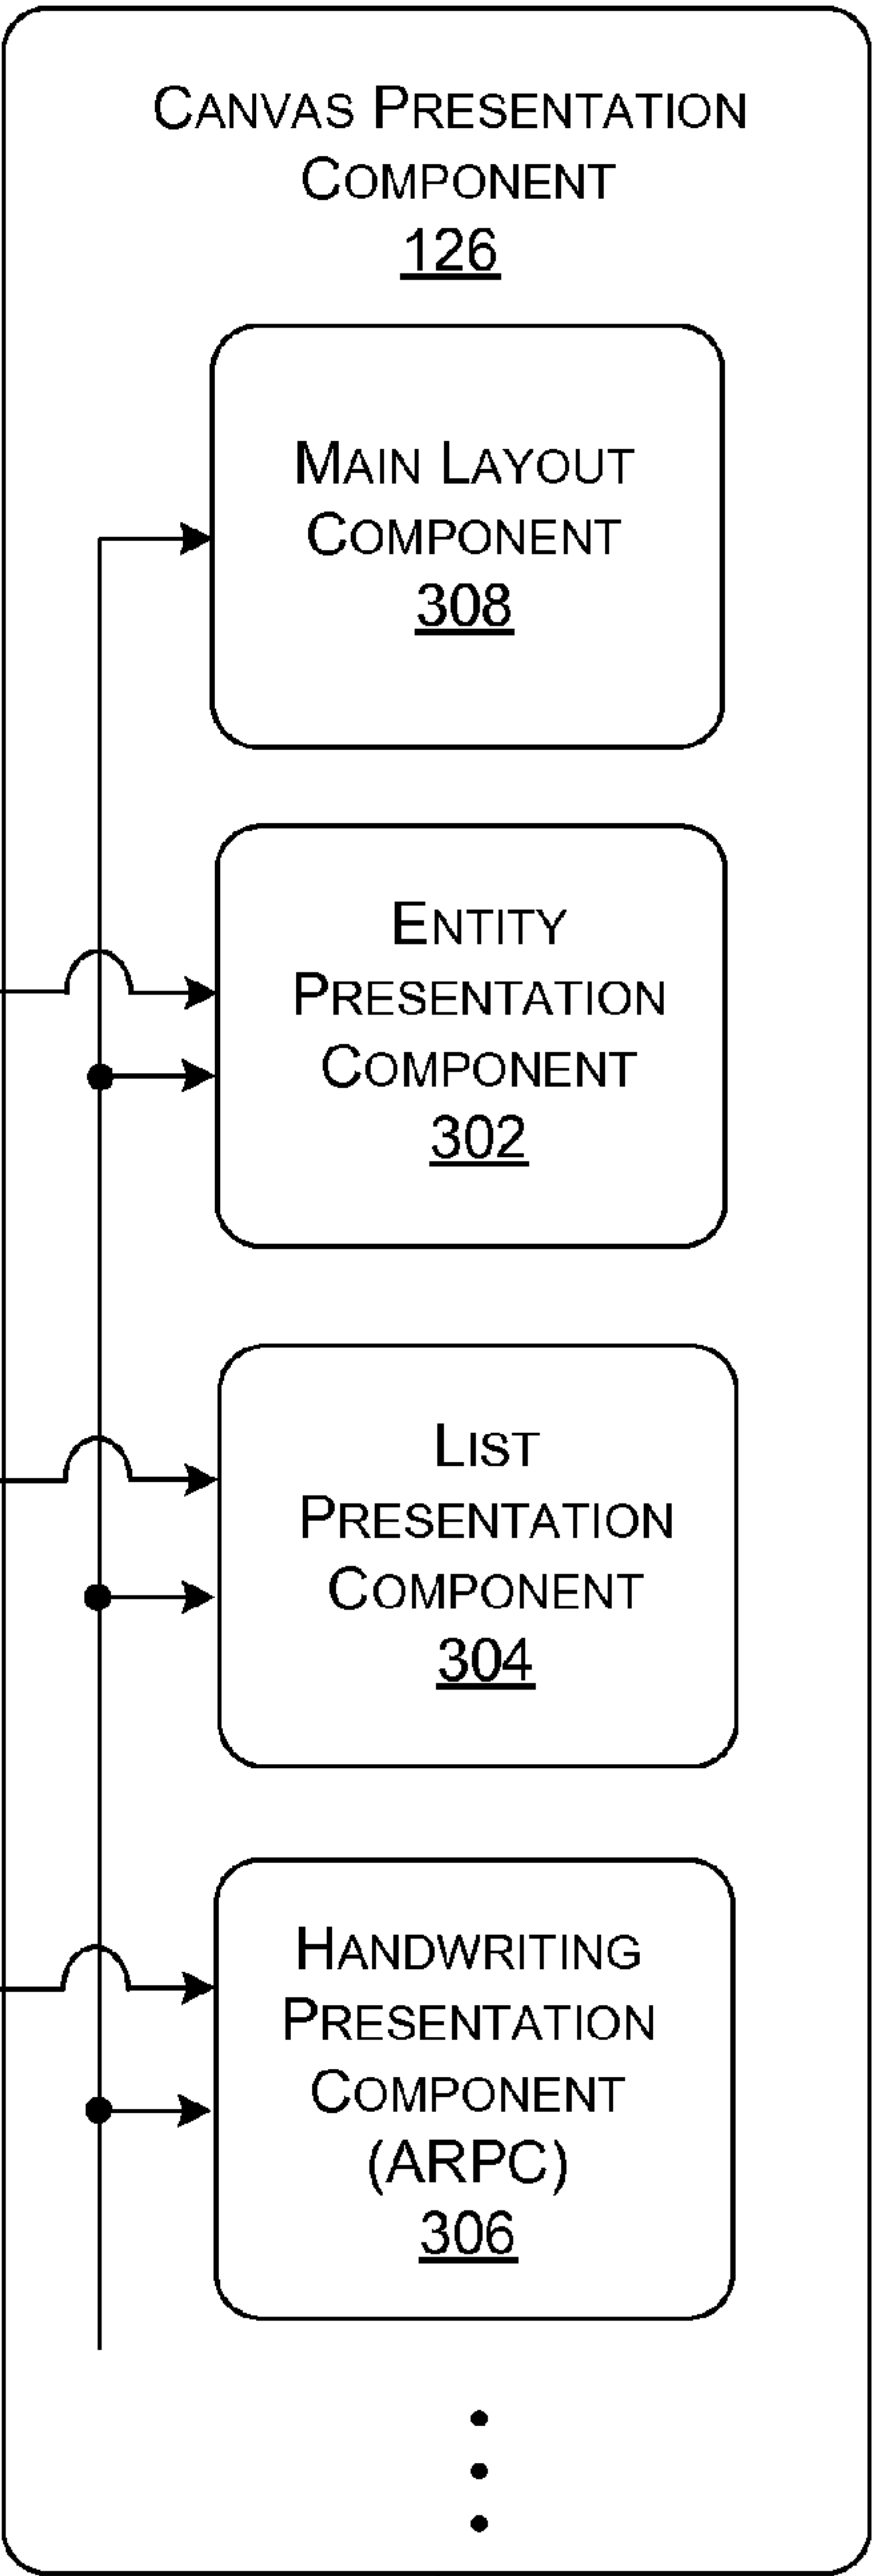 CANVAS PRESENTATION
COMPONENT
126
MAIN LAYOUT
COMPONENT
308
ENTITY
PRESENTATION
COMPONENT
302
LIST
PRESENTATION
COMPONENT
304
HANDWRITING
PRESENTATION
COMPONENT
(ARPC)
306